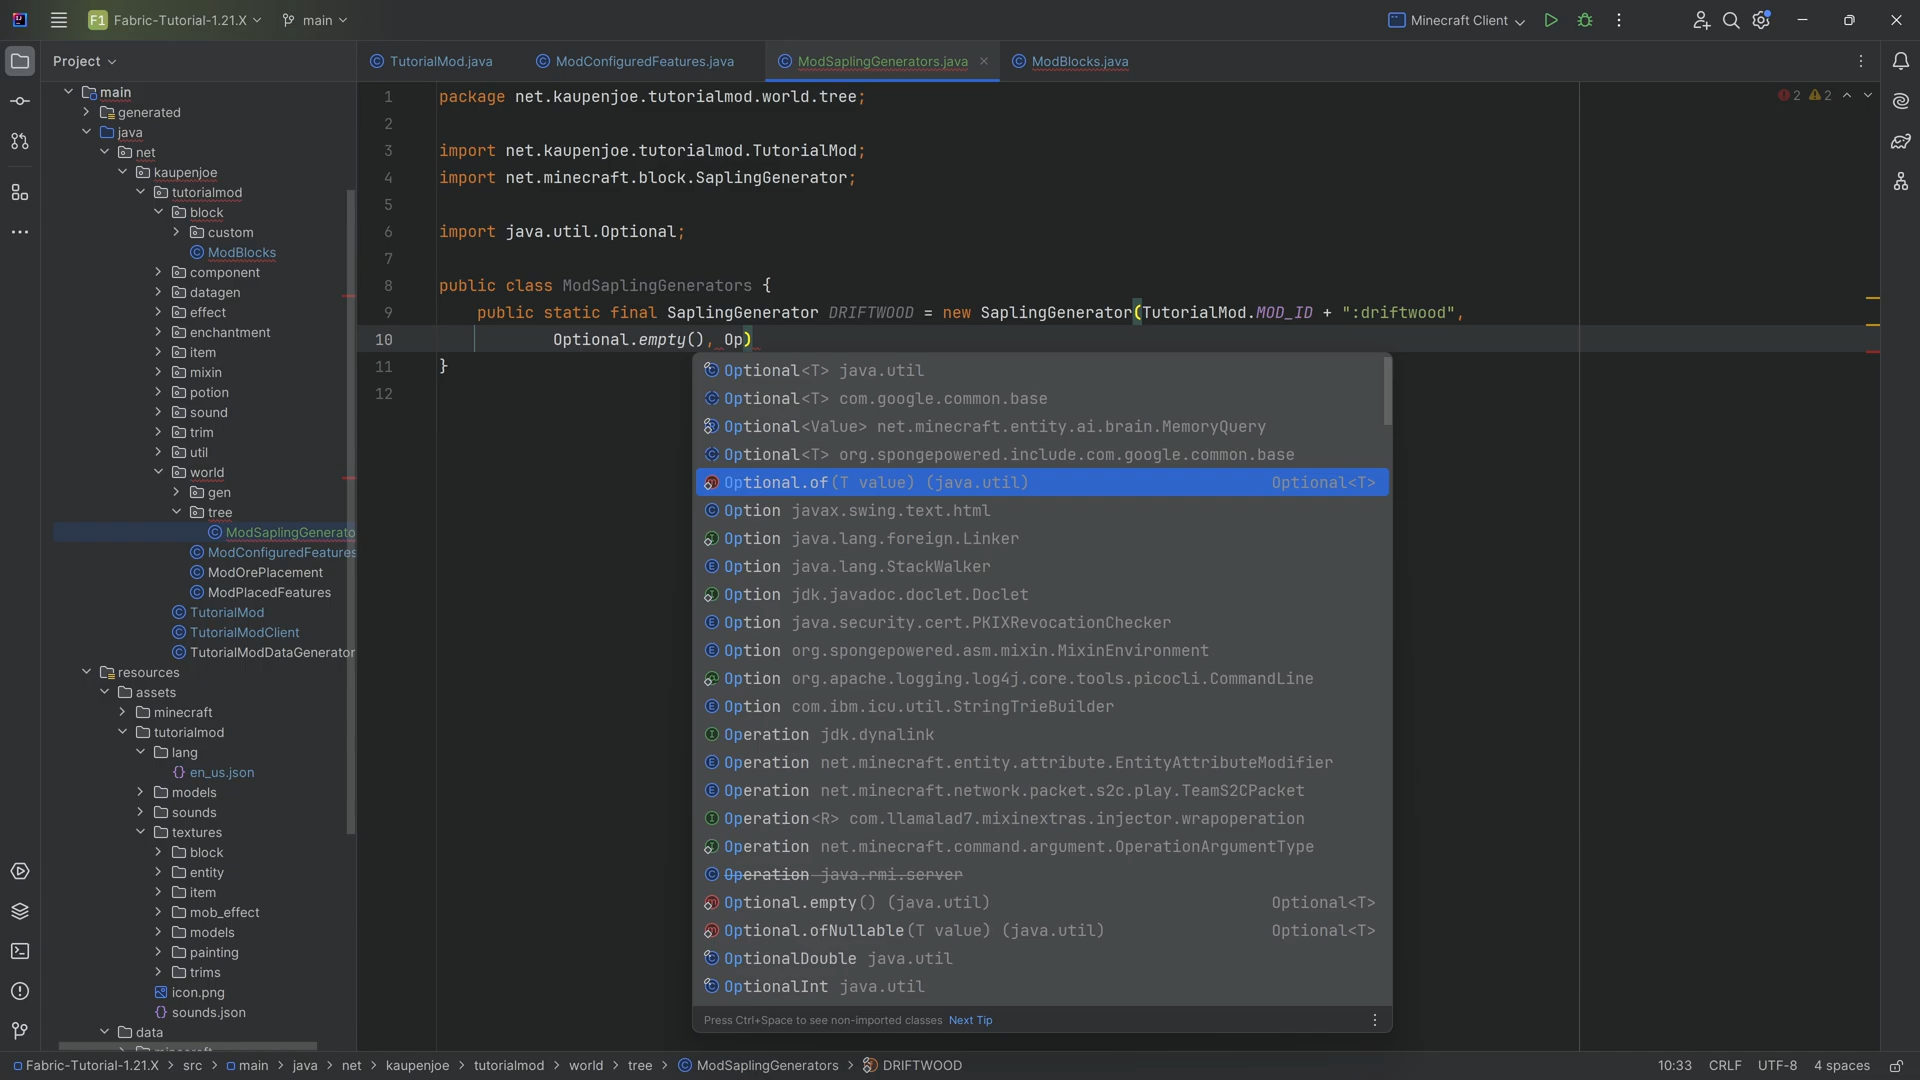 F1 Fabric-Tutorial-1.21.X main Minecraft Client
Project
TutorialMod.java ModConfiguredFeatures.java ModSaplingGenerators.java ModBlocks.java
main
generated
java
net
kaupenjoe
tutorialmod
block
custom
ModBlocks
component
datagen
effect
enchantment
item
mixin
potion
sound
trim
util
world
gen
tree
ModSaplingGenerato
ModConfiguredFeatures
ModOrePlacement
ModPlacedFeatures
TutorialMod
TutorialModClient
TutorialModDataGenerator
resources
assets
minecraft
tutorialmod
lang
en_us.json
models
sounds
textures
block
entity
item
mob_effect
models
painting
trims
icon.png
sounds.json
data
2 2
1 package net.kaupenjoe.tutorialmod.world.tree;
2
3 import net.kaupenjoe.tutorialmod.TutorialMod;
4 import net.minecraft.block.SaplingGenerator;
5
6 import java.util.Optional;
7
8 public class ModSaplingGenerators {
9 public static final SaplingGenerator DRIFTWOOD = new SaplingGenerator(TutorialMod.MOD_ID + ":driftwood",
10 Optional.empty(), Op)
11 }
12
Optional<T> java.util
Optional<T> com.google.common.base
Optional<Value> net.minecraft.entity.ai.brain.MemoryQuery
Optional<T> org.spongepowered.include.com.google.common.base
Optional.of(T value) (java.util) Optional<T>
Option javax.swing.text.html
Option java.lang.foreign.Linker
Option java.lang.StackWalker
Option jdk.javadoc.doclet.Doclet
Option java.security.cert.PKIXRevocationChecker
Option org.spongepowered.asm.mixin.MixinEnvironment
Option org.apache.logging.log4j.core.tools.picocli.CommandLine
Option com.ibm.icu.util.StringTrieBuilder
Operation jdk.dynalink
Operation net.minecraft.entity.attribute.EntityAttributeModifier
Operation net.minecraft.network.packet.s2c.play.TeamS2CPacket
Operation<R> com.llamalad7.mixinextras.injector.wrapoperation
Operation net.minecraft.command.argument.OperationArgumentType
Operation java.rmi.server
Optional.empty() (java.util) Optional<T>
Optional.ofNullable(T value) (java.util) Optional<T>
OptionalDouble java.util
OptionalInt java.util
Press Ctrl+Space to see non-imported classes Next Tip
Fabric-Tutorial-1.21.X > src > main > java > net > kaupenjoe > tutorialmod > world > tree > ModSaplingGenerators > DRIFTWOOD 10:33 CRLF UTF-8 4 spaces